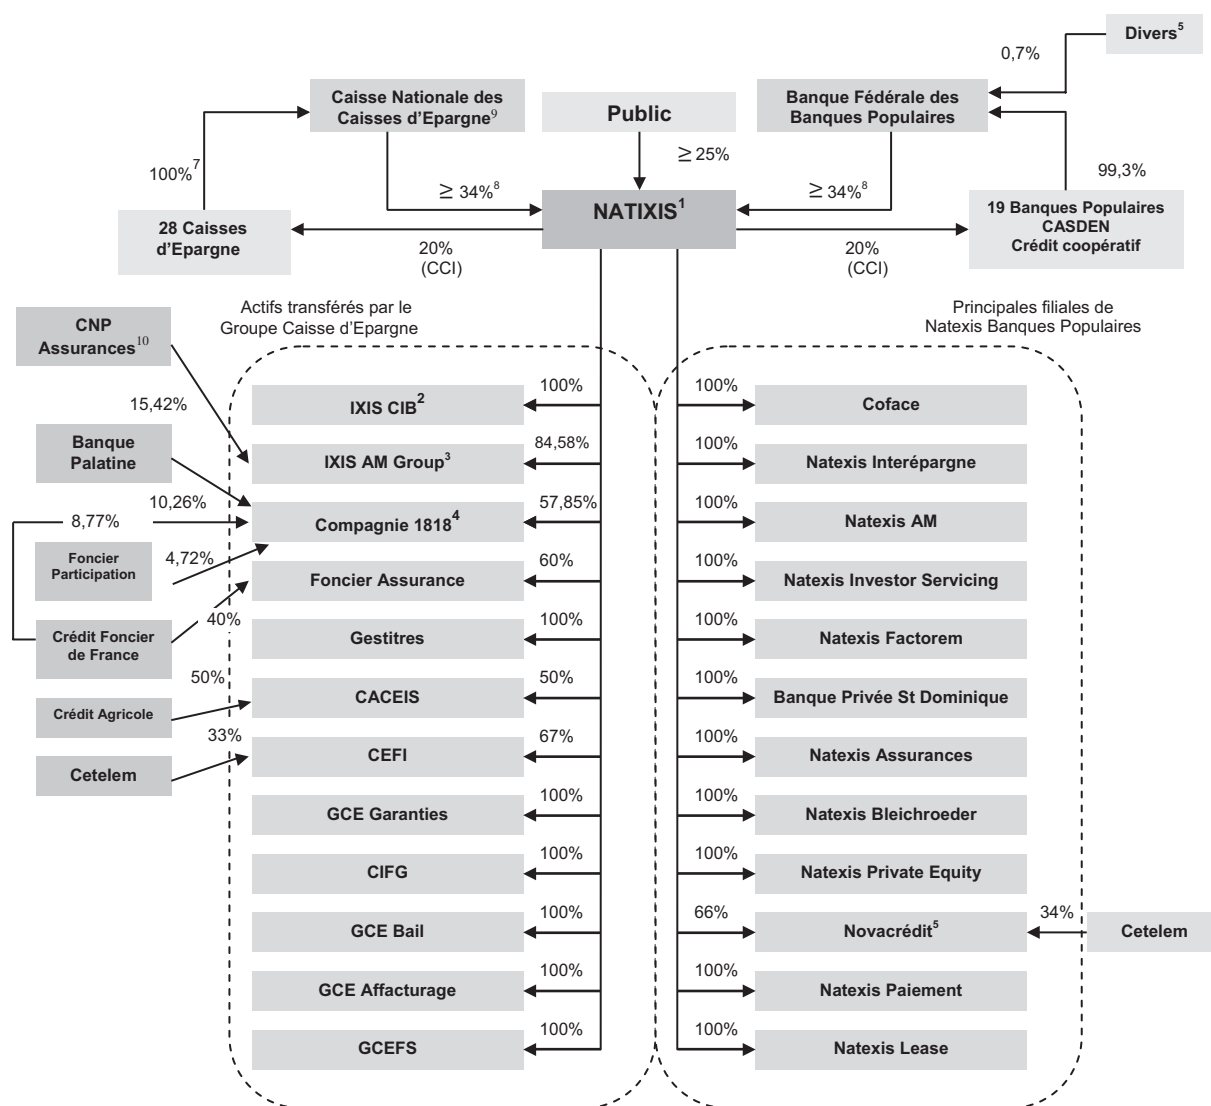 Divers⁵
0,7%
Caisse Nationale des
Caisses d'Epargne⁹
Public
Banque Fédérale des
Banques Populaires
100%⁷
≥ 34%⁸
≥ 25%
≥ 34%⁸
99,3%
28 Caisses
d'Epargne
NATIXIS¹
19 Banques Populaires
CASDEN
Crédit coopératif
20%
(CCI)
20%
(CCI)
Actifs transférés par le
Groupe Caisse d'Epargne
Principales filiales de
Natexis Banques Populaires
CNP
Assurances¹⁰
15,42%
Banque
Palatine
10,26%
8,77%
Foncier
Participation
4,72%
Crédit Foncier
de France
40%
50%
Crédit Agricole
33%
Cetelem
IXIS CIB²
100%
IXIS AM Group³
84,58%
Compagnie 1818⁴
57,85%
Foncier Assurance
60%
Gestitres
100%
CACEIS
50%
CEFI
67%
GCE Garanties
100%
CIFG
100%
GCE Bail
100%
GCE Affacturage
100%
GCEFS
100%
100%
Coface
100%
Natexis Interépargne
100%
Natexis AM
100%
Natexis Investor Servicing
100%
Natexis Factorem
100%
Banque Privée St Dominique
100%
Natexis Assurances
100%
Natexis Bleichroeder
100%
Natexis Private Equity
66%
Novacrédit⁵
34%
Cetelem
100%
Natexis Paiement
100%
Natexis Lease